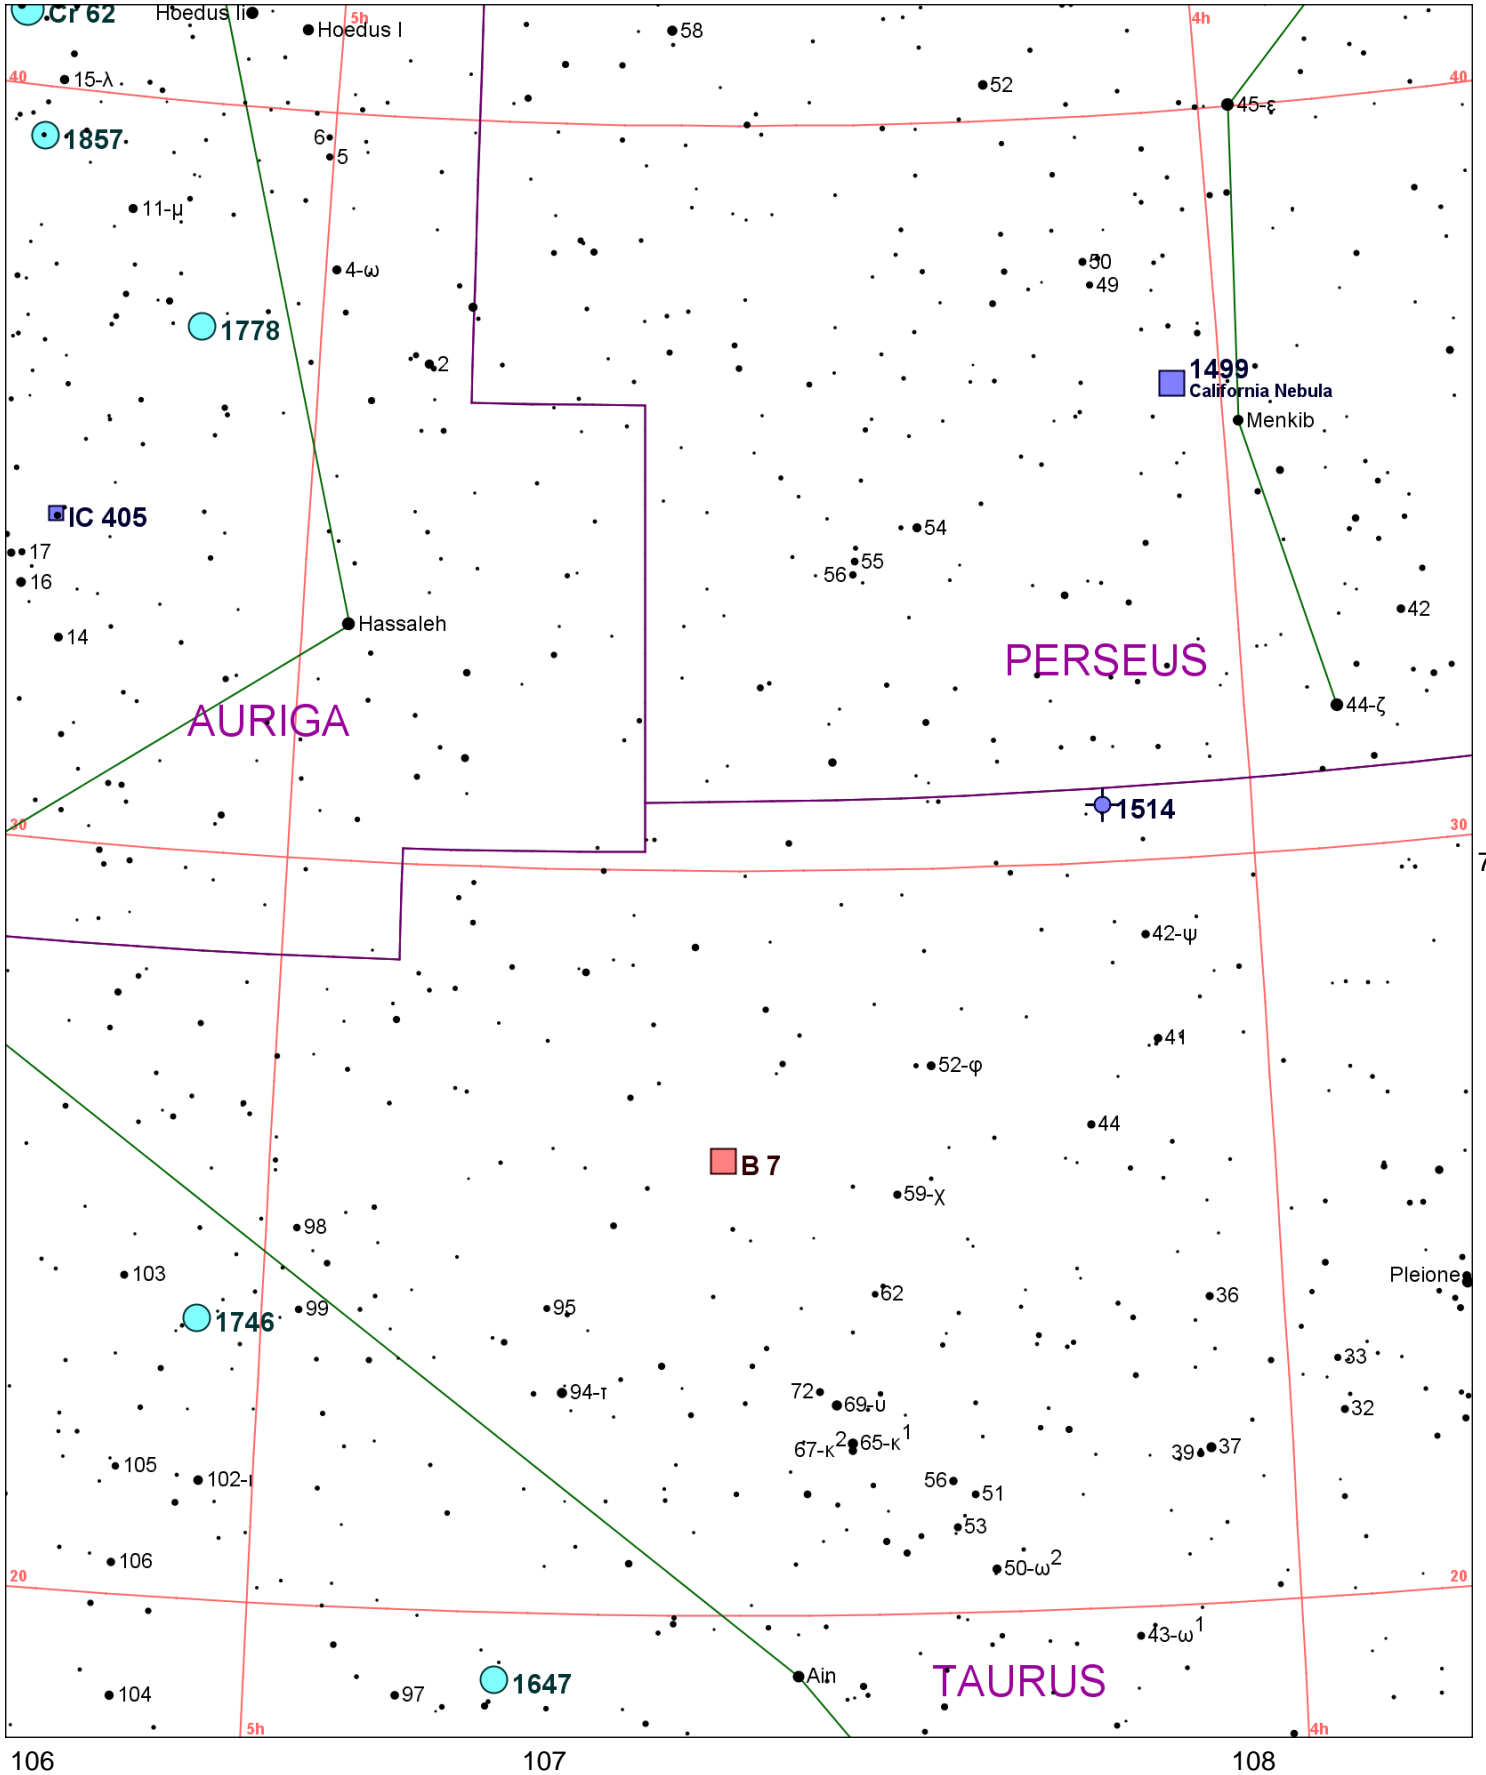 Cr 62
Hoedus Ii
5h
Hoedus I
58
4h
40
15-λ
52
40
45-ε
1857
6
5
11-μ
4-ω
50
49
1778
2
1499
California Nebula
Menkib
IC 405
54
17
55
16
56
42
14
Hassaleh
PERSEUS
AURIGA
44-ζ
1514
30
30
7
42-ψ
41
52-φ
44
B 7
59-χ
98
103
Pleione
62
36
95
99
1746
33
94-τ
72
69-υ
32
67-κ2
65-κ1
39
37
105
102-ι
56
51
53
106
50-ω2
20
20
43-ω1
Ain
TAURUS
1647
104
97
5h
4h
106
107
108